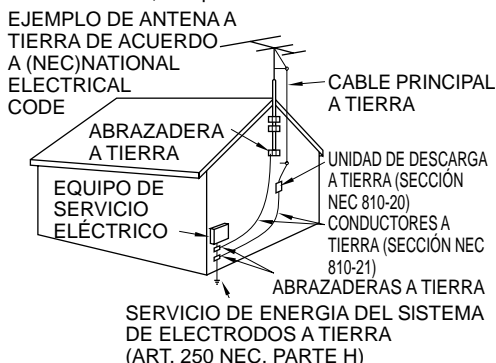 EJEMPLO DE ANTENA A
TIERRA DE ACUERDO
A (NEC)NATIONAL
ELECTRICAL
CODE
CABLE PRINCIPAL
A TIERRA
ABRAZADERA
A TIERRA
UNIDAD DE DESCARGA
A TIERRA (SECCIÓN
NEC 810-20)
EQUIPO DE
SERVICIO
ELÉCTRICO
CONDUCTORES A
TIERRA (SECCIÓN NEC
810-21)
ABRAZADERAS A TIERRA
SERVICIO DE ENERGIA DEL SISTEMA
DE ELECTRODOS A TIERRA
(ART. 250 NEC, PARTE H)